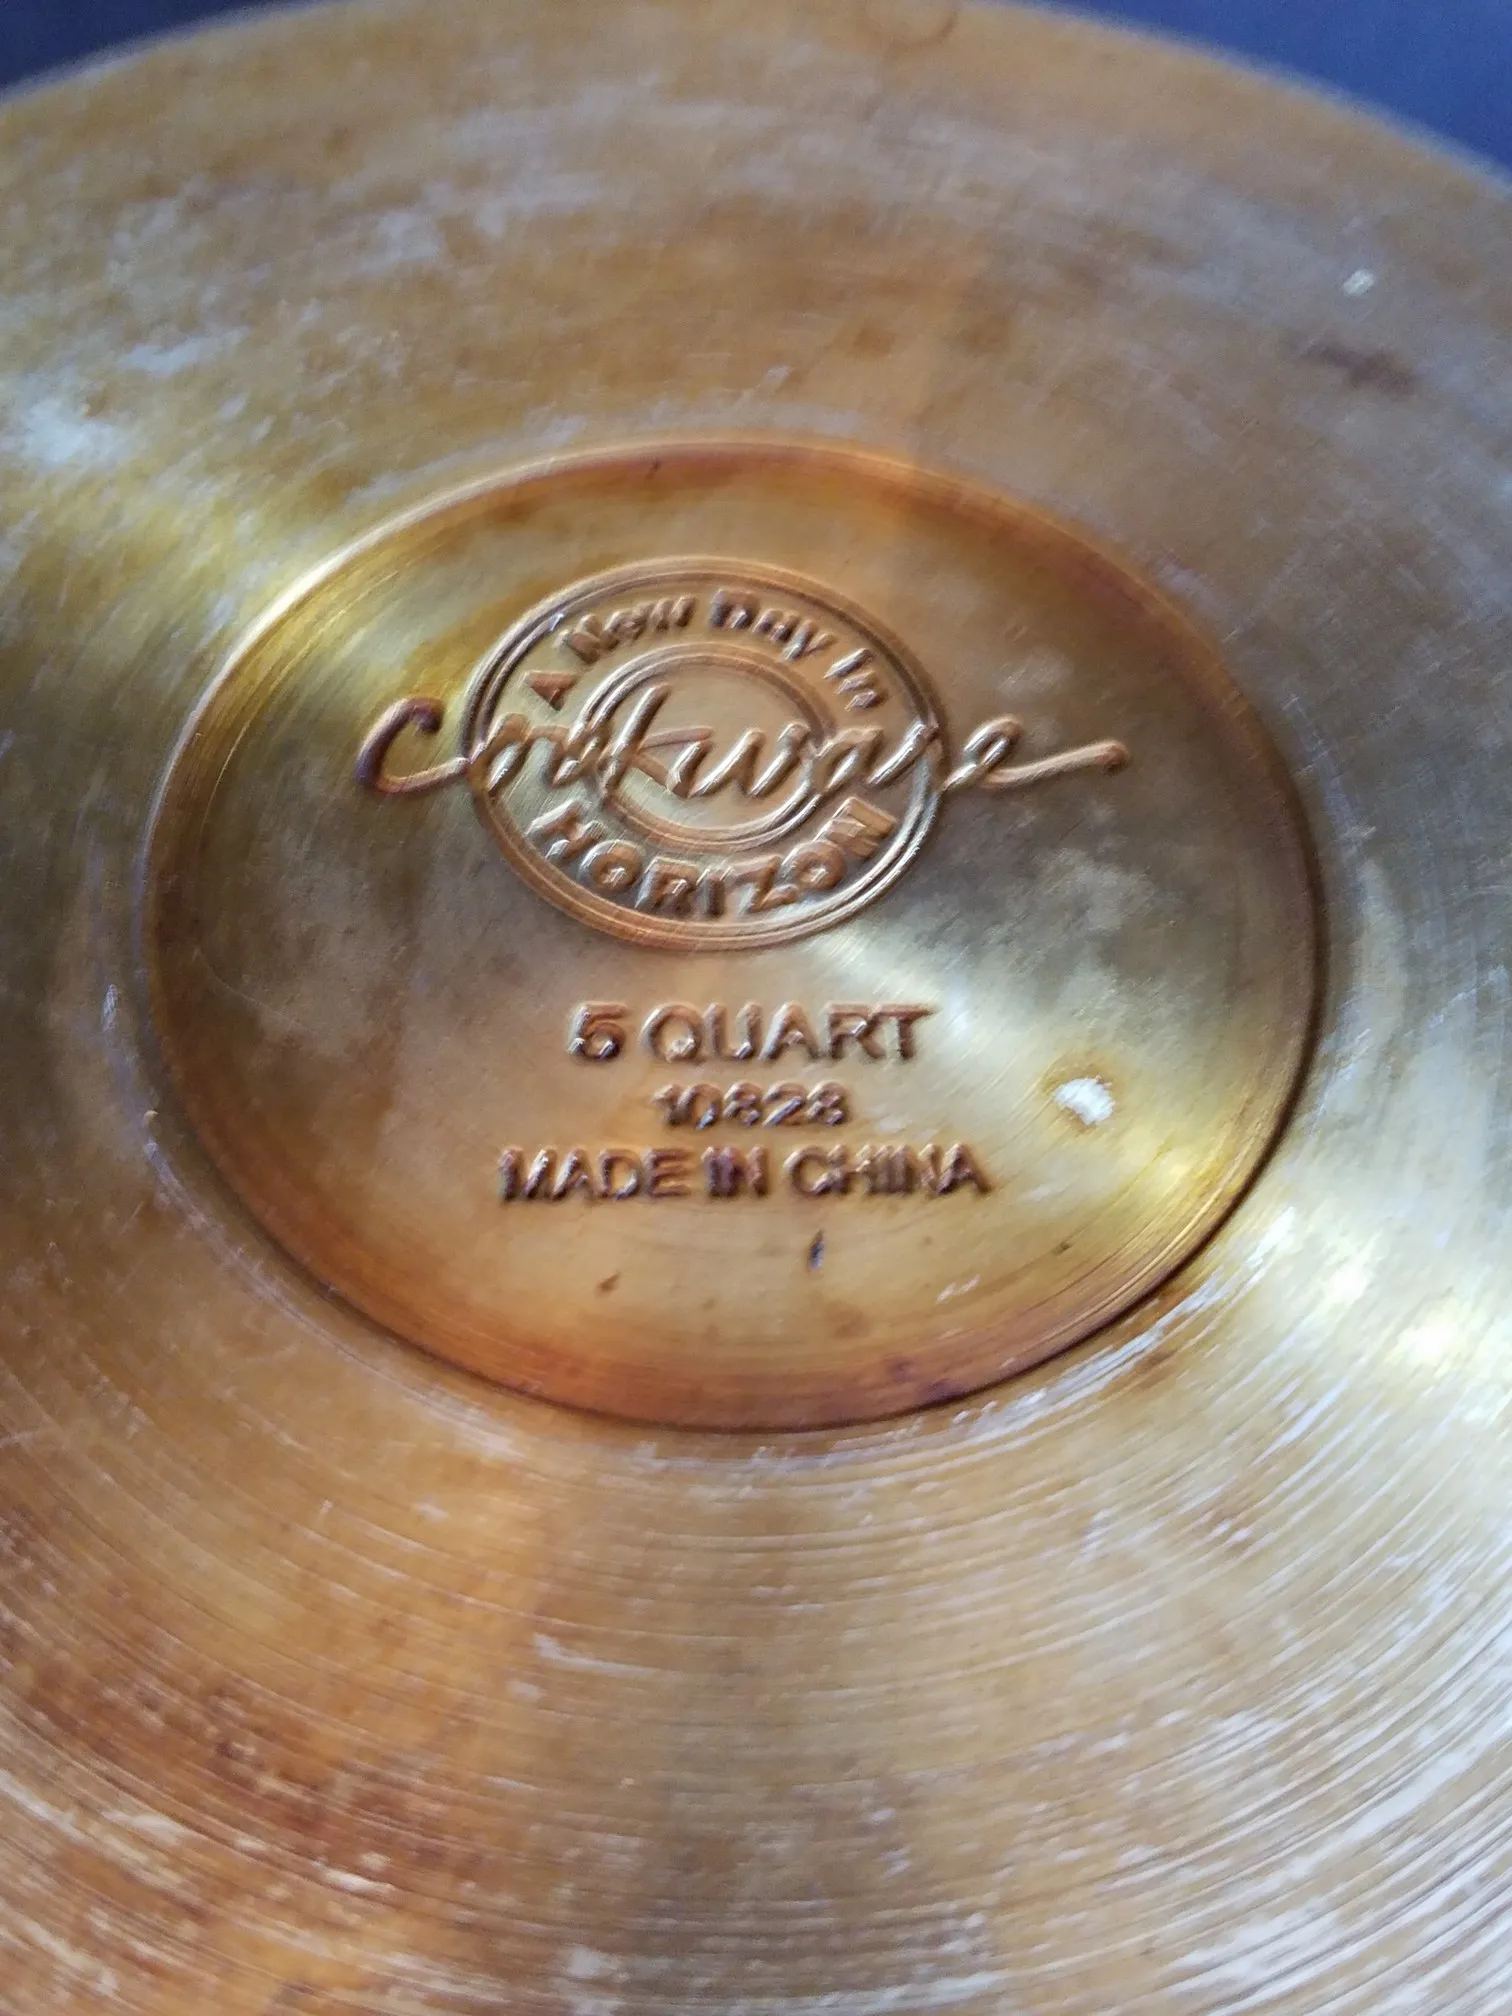 A New Day In
Cookware
HORIZON
5 QUART
10828
MADE IN CHINA